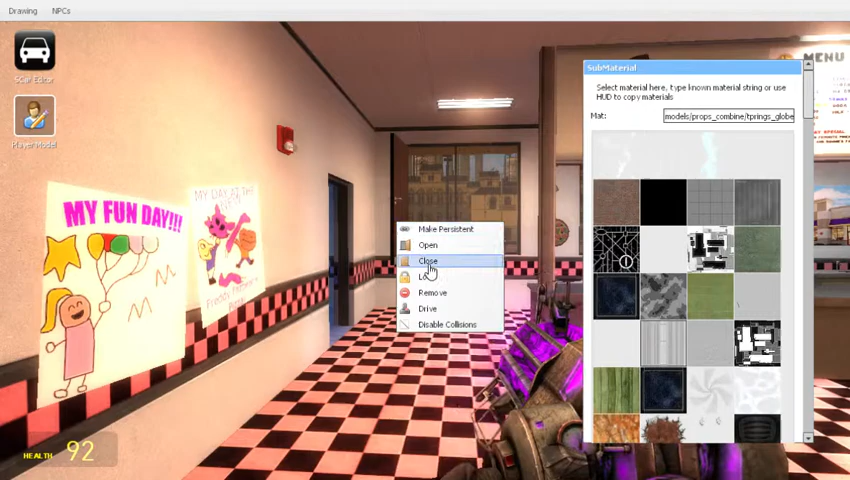 Drawing NPCs
SCar Editor
PlayerModel
MY FUN DAY!!!
MY DAY AT THE
Make Persistent
Open
Close
Remove
Drive
Disable Collisions
SubMaterial
Select material here, type known material string or use
HUD to copy materials
Mat: models/props_combine/tprings_globe
MENU
HEALTH 92